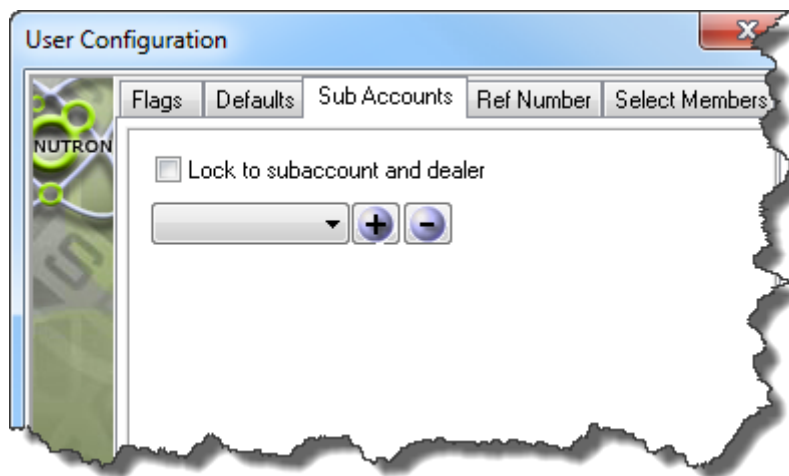 User Configuration
Flags Defaults Sub Accounts Ref Number Select Members
NUTRON
Lock to subaccount and dealer